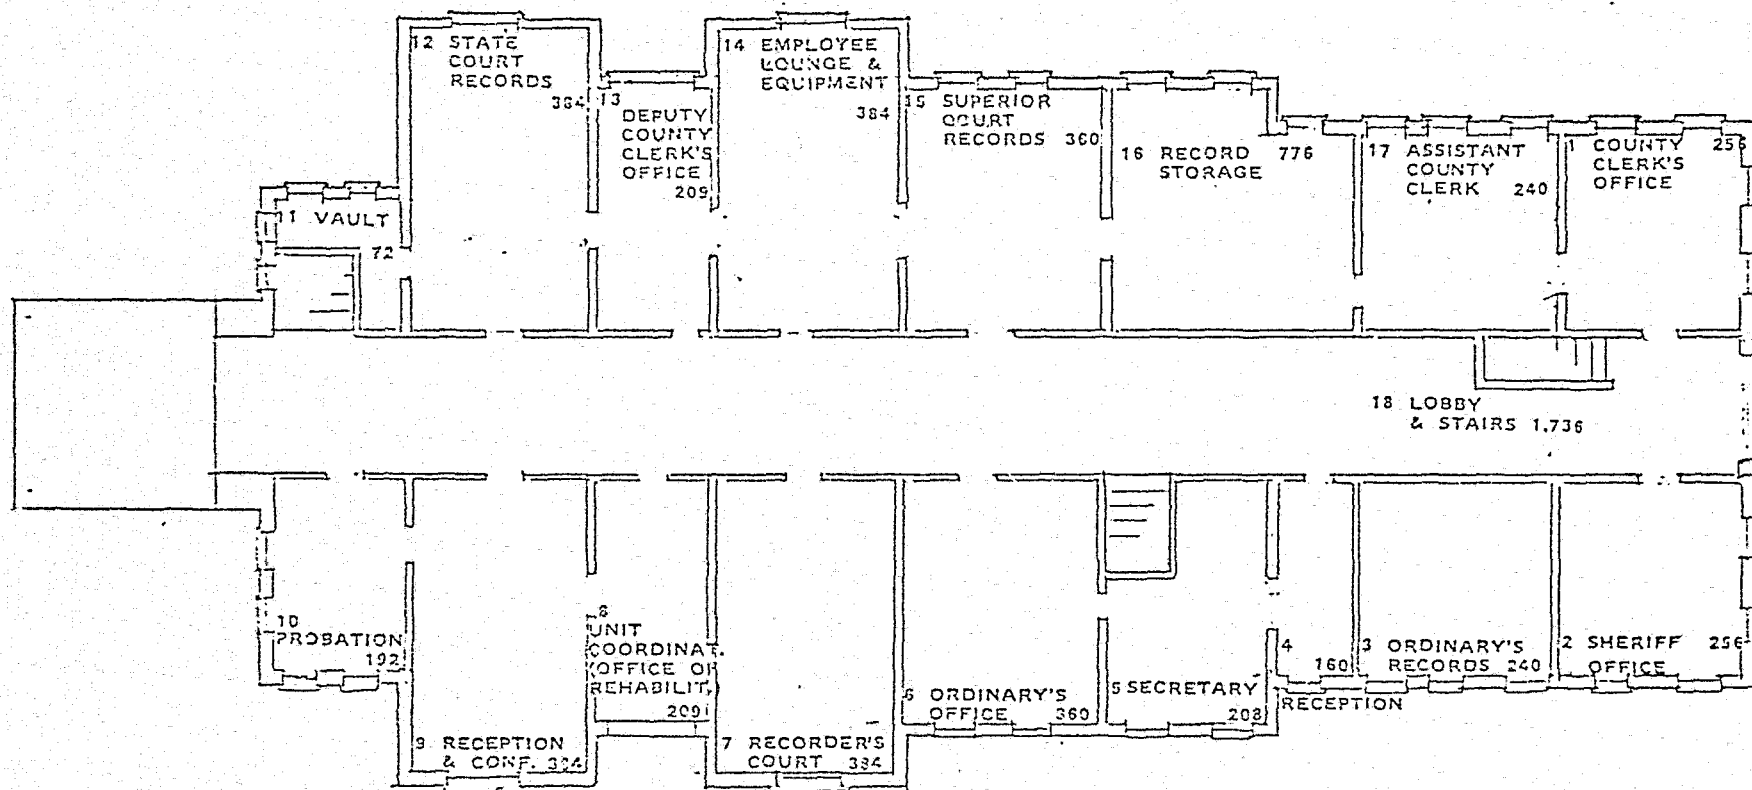 12 STATE
COURT
RECORDS
384
13
DEPUTY
COUNTY
CLERK'S
OFFICE
209
14 EMPLOYEE
LOUNGE &
EQUIPMENT
384
15 SUPERIOR
COURT
RECORDS 360
16 RECORD
STORAGE
776
17 ASSISTANT
COUNTY
CLERK 240
1 COUNTY
CLERK'S
OFFICE
256
11 VAULT
72
18 LOBBY
& STAIRS 1,736
10
PROBATION
192
9 RECEPTION
& CONF. 384
8
UNIT
COORDINAT.
(OFFICE OF
REHABILIT.)
209
7 RECORDER'S
COURT 384
6 ORDINARY'S
OFFICE 360
5 SECRETARY
208
4
160
RECEPTION
3 ORDINARY'S
RECORDS 240
2 SHERIFF
OFFICE
256